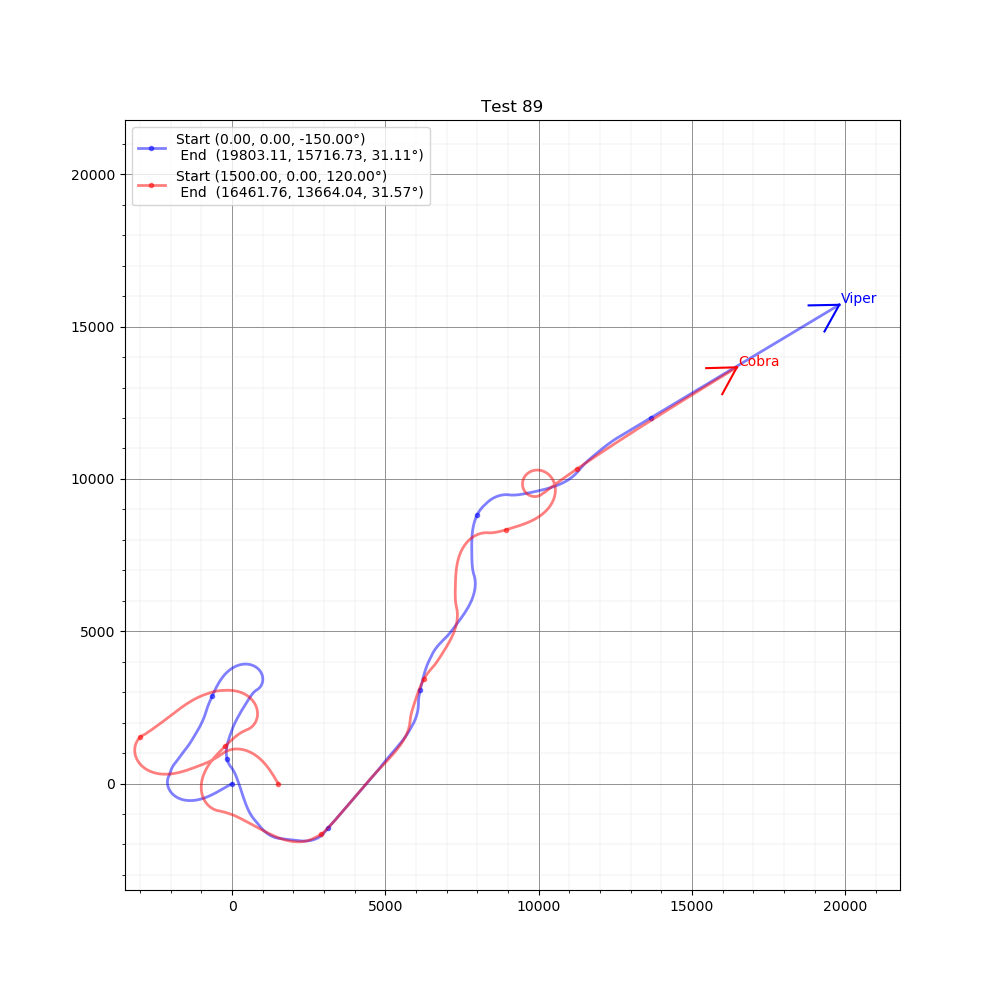 Test 89
Start (0.00, 0.00, -150.00°)
End (19803.11, 15716.73, 31.11°)
Start (1500.00, 0.00, 120.00°)
End (16461.76, 13664.04, 31.57°)
20000
15000
10000
5000
0
Viper
Cobra
0
5000
10000
15000
20000